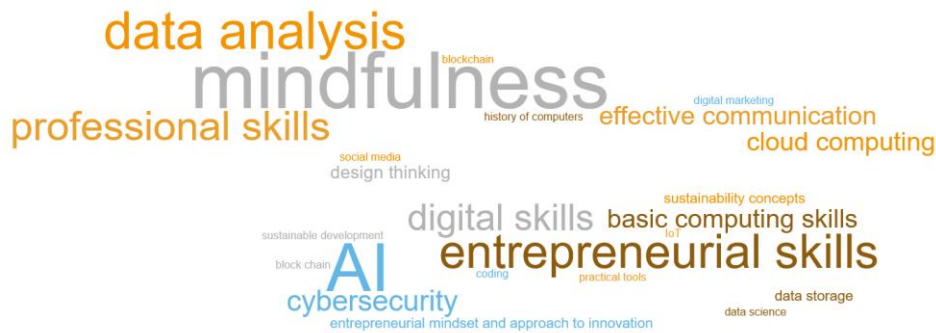 data analysis
blockchain
mindfulness
digital marketing
history of computers
effective communication
professional skills
cloud computing
social media
design thinking
sustainability concepts
digital skills
basic computing skills
sustainable development
IoT
entrepreneurial skills
block chain
AI
coding
practical tools
cybersecurity
data storage
data science
entrepreneurial mindset and approach to innovation